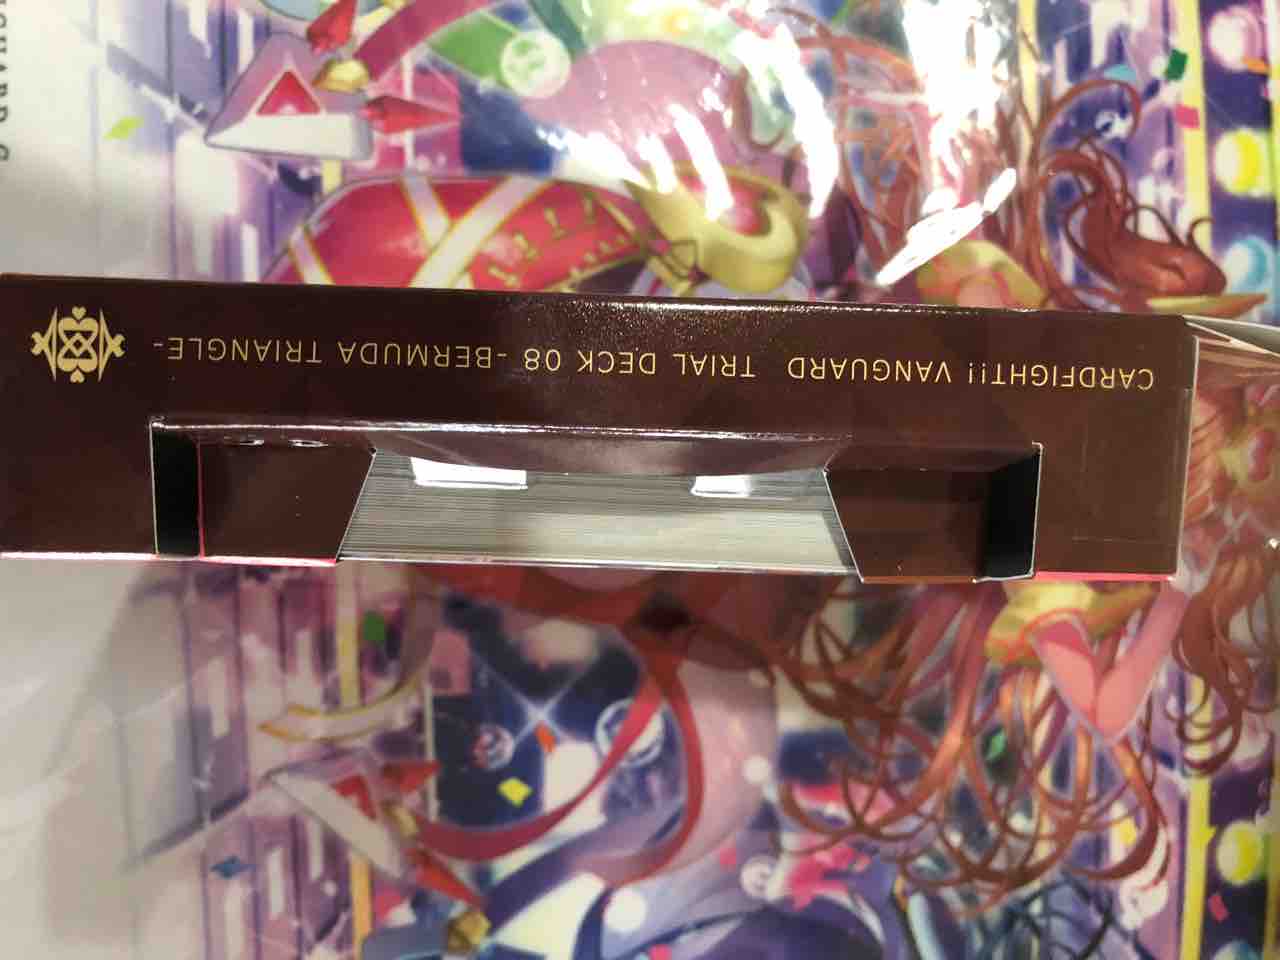 CARDFIGHT!! VANGUARD TRIAL DECK 08 -BERMUDA TRIANGLE-